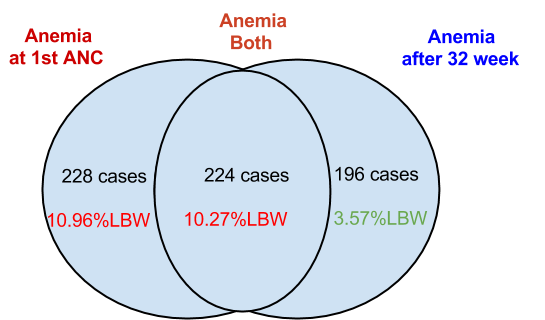 Anemia
at 1st ANC
Anemia
Both
Anemia
after 32 week
228 cases
224 cases
196 cases
10.96%LBW
10.27%LBW
3.57%LBW